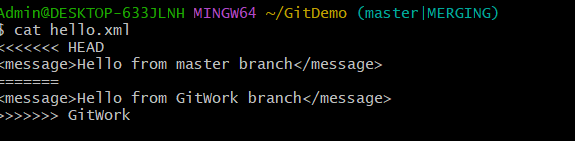 Admin@DESKTOP-633JLNH MINGW64 ~/GitDemo (master|MERGING)
$ cat hello.xml
<<<<<<< HEAD
<message>Hello from master branch</message>
=======
<message>Hello from GitWork branch</message>
>>>>>>> GitWork